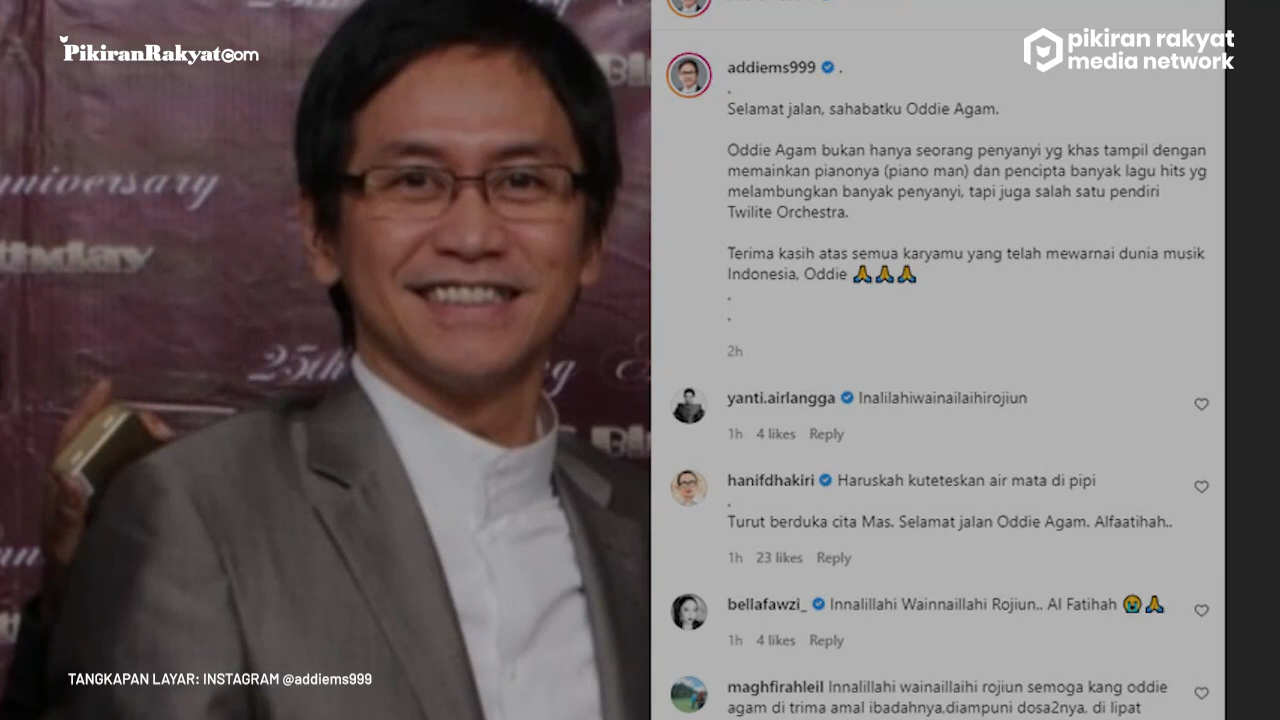 PikiranRakyat.com
pikiran rakyat
media network
niversary
thday
25th
Bi
addiems999 .
.
Selamat jalan, sahabatku Oddie Agam.
Oddie Agam bukan hanya seorang penyanyi yg khas tampil dengan
memainkan pianonya (piano man) dan pencipta banyak lagu hits yg
melambungkan banyak penyanyi, tapi juga salah satu pendiri
Twilite Orchestra.
Terima kasih atas semua karyamu yang telah mewarnai dunia musik
Indonesia, Oddie 🙏🙏🙏
.
.
2h
yanti.airlangga Inalilahiwainailaihirojiun
1h 4 likes Reply
hanifdhakiri Haruskah kuteteskan air mata di pipi
.
Turut berduka cita Mas. Selamat jalan Oddie Agam. Alfaatihah..
1h 23 likes Reply
bellafawzi_ Innalillahi Wainnaillahi Rojiun.. Al Fatihah 😭🙏
1h 4 likes Reply
maghfirahleil Innalillahi wainaillaihi rojiun semoga kang oddie
agam di trima amal ibadahnya,diampuni dosa2nya, di lipat
TANGKAPAN LAYAR: INSTAGRAM @addiems999